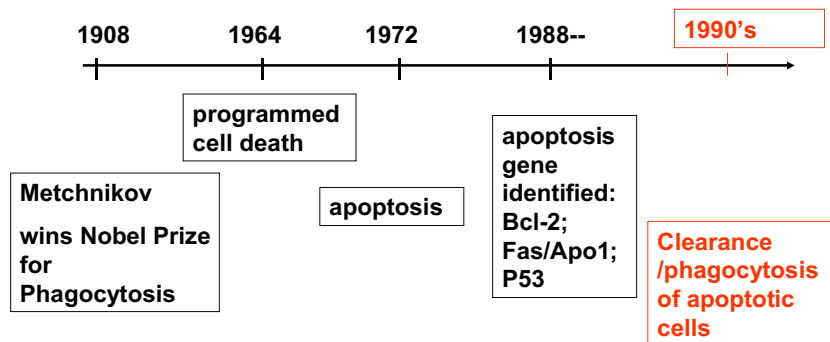 1908 1964 1972 1988-- 1990's
programmed
cell death
apoptosis
gene
identified:
Bcl-2;
Fas/Apo1;
P53
Metchnikov
wins Nobel Prize
for
Phagocytosis
apoptosis
Clearance
/phagocytosis
of apoptotic
cells